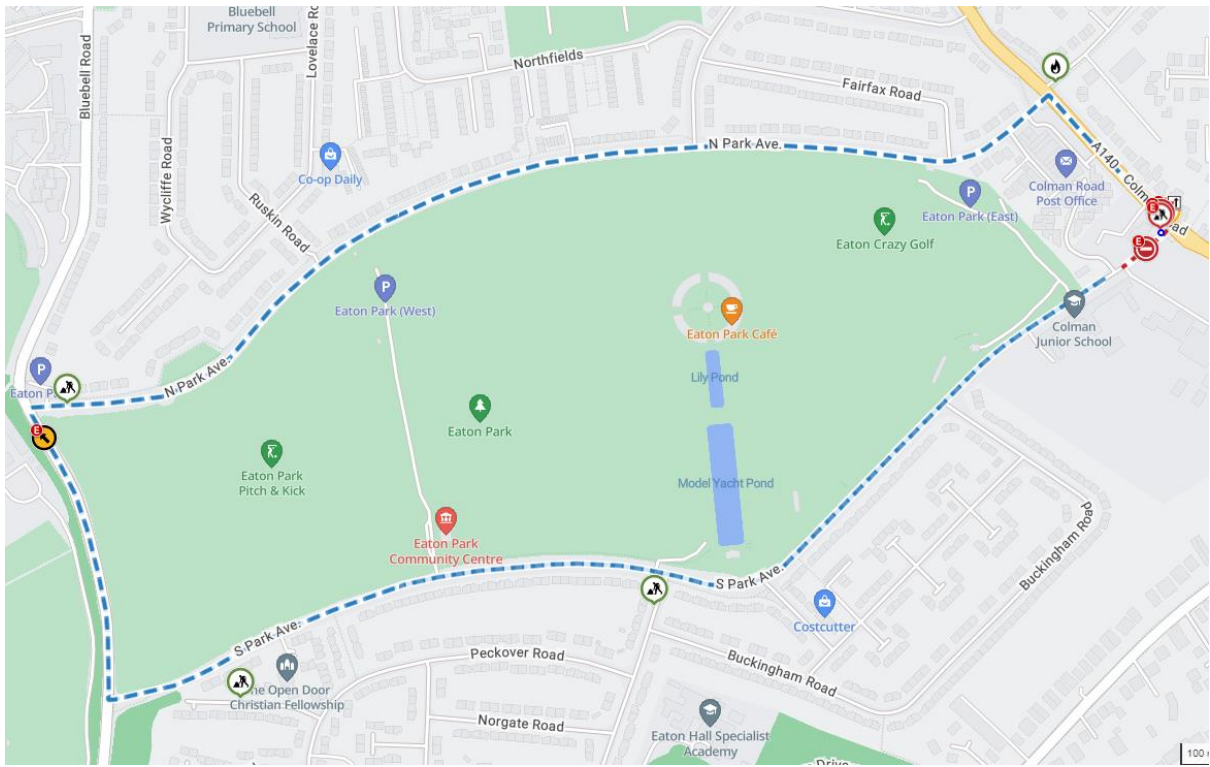 Bluebell
Primary School
Lovelace Ro
Bluebell Road
Northfields
Fairfax Road
Wycliffe Road
N Park Ave.
A140 - Colman Road
Co-op Daily
Colman Road
Post Office
P
Eaton Park (East)
E
Ruskin Road
Eaton Crazy Golf
E
P
Eaton Park (West)
Eaton Park Café
Colman
Junior School
N Park Ave.
P
Eaton P
Lily Pond
E
Eaton Park
Eaton Park
Pitch & Kick
Model Yacht Pond
Buckingham Road
Eaton Park
Community Centre
S Park Ave.
Costcutter
S Park Ave.
Peckover Road
Buckingham Road
The Open Door
Christian Fellowship
Norgate Road
Eaton Hall Specialist
Academy
Drive
100 m